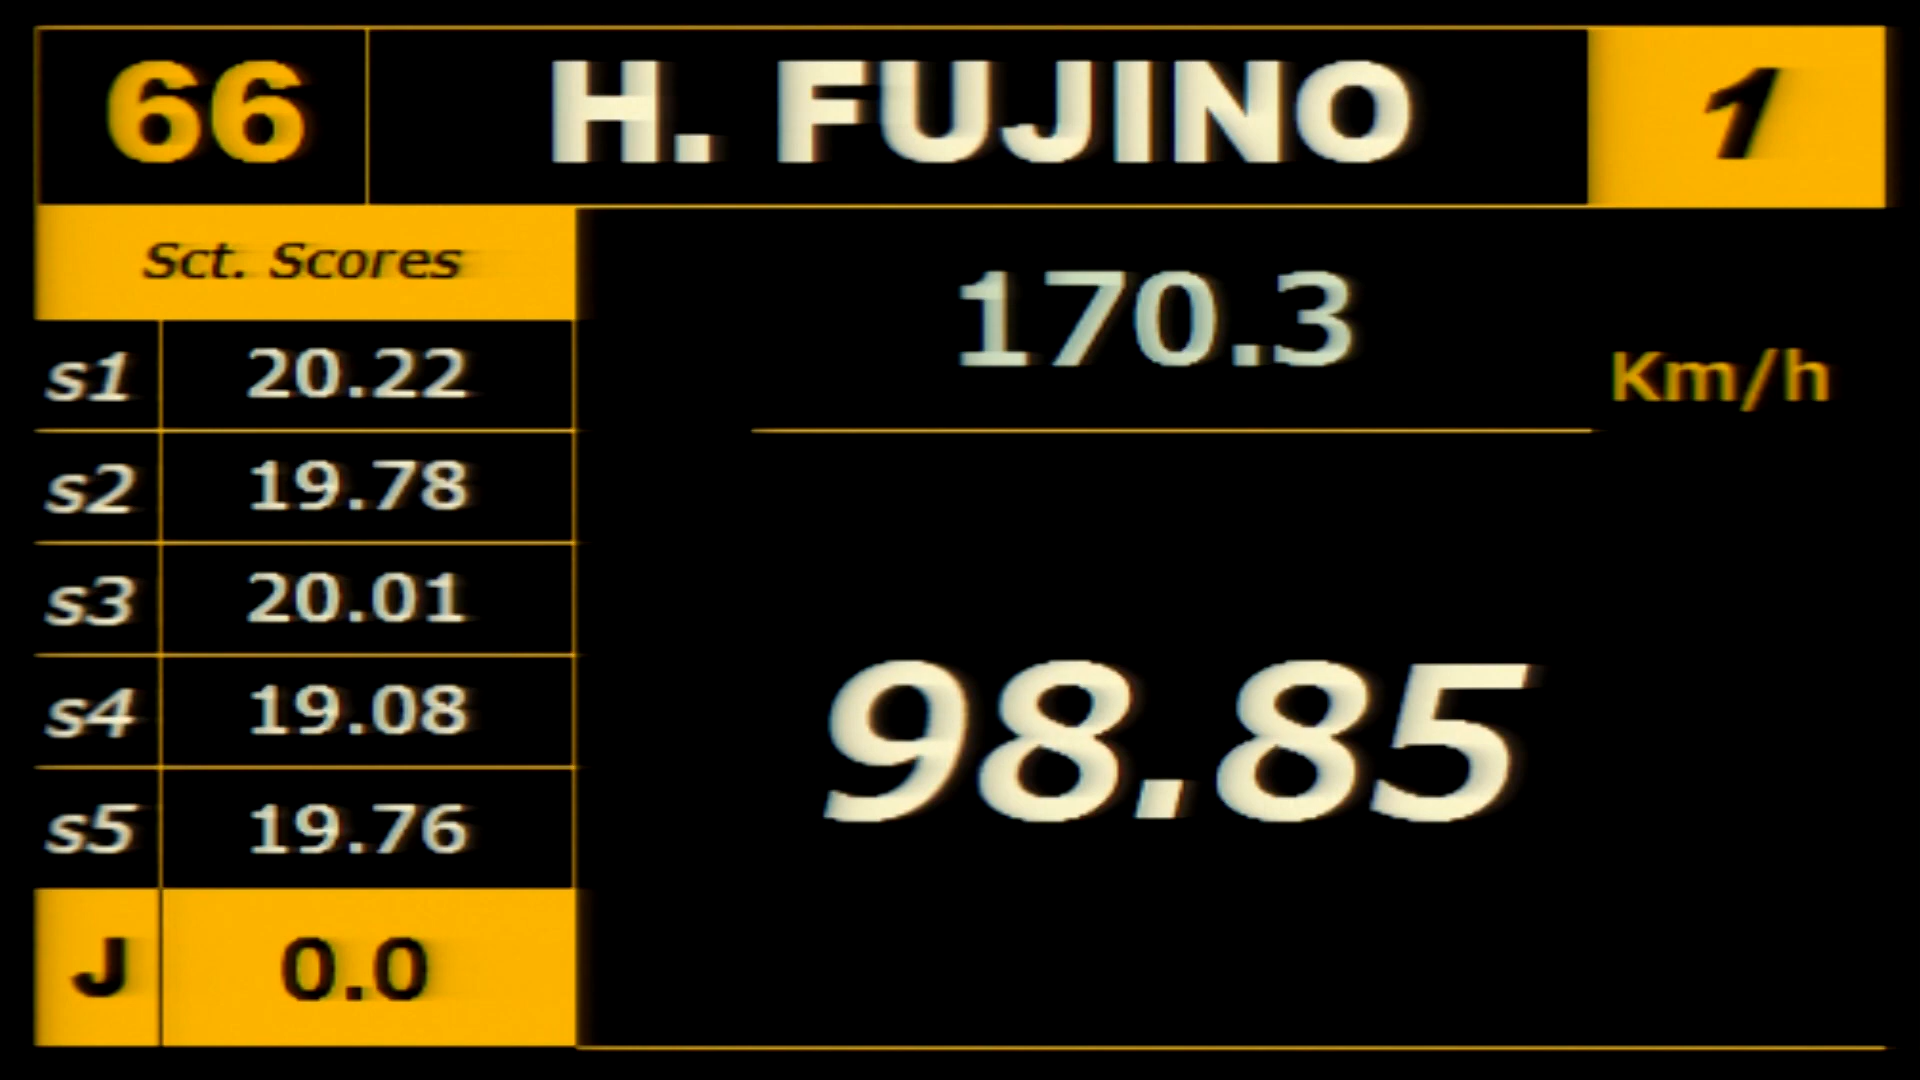 66 H. FUJINO 1
Sct. Scores
s1 20.22
s2 19.78
s3 20.01
s4 19.08
s5 19.76
J 0.0
170.3 Km/h
98.85